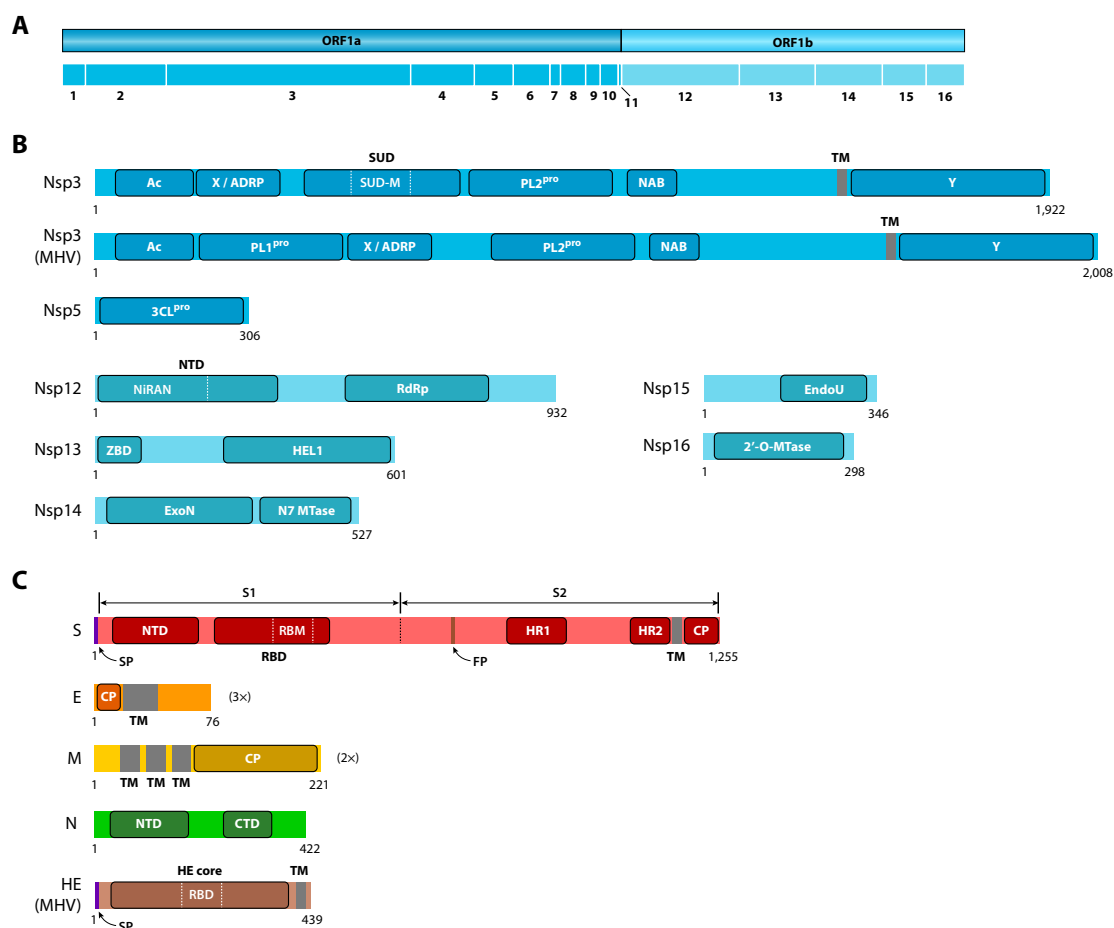 A
ORF1a ORF1b
1 2 3 4 5 6 7 8 9 10 11 12 13 14 15 16
B
SUD TM
Nsp3 Ac X / ADRP SUD-M PL2pro NAB Y
1 1,922
TM
Nsp3 (MHV) Ac PL1pro X / ADRP PL2pro NAB Y
1 2,008
Nsp5 3CLpro
1 306
NTD
Nsp12 NiRAN RdRp
1 932
Nsp15 EndoU
1 346
Nsp13 ZBD HEL1
1 601
Nsp16 2′-O-MTase
1 298
Nsp14 ExoN N7 MTase
1 527
C
S1 S2
S NTD RBM HR1 HR2 CP
1 SP RBD FP TM 1,255
E CP (3×)
1 TM 76
M CP (2×)
1 TM TM TM 221
N NTD CTD
1 422
HE core TM
HE (MHV) RBD
1 439
SP